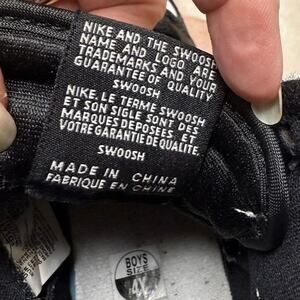 NIKE AND THE SWOOSH
NAME AND LOGO ARE
TRADEMARKS AND YOUR
GUARANTEE OF QUALITY
SWOOSH
NIKE, LE TERME SWOOSH
ET SON SIGLE SONT DES
MARQUES DEPOSEES ET
VOTRE GARANTIE DE QUALITE.
SWOOSH
MADE IN CHINA
FABRIQUE EN CHINE
BOYS
SIZE
4X